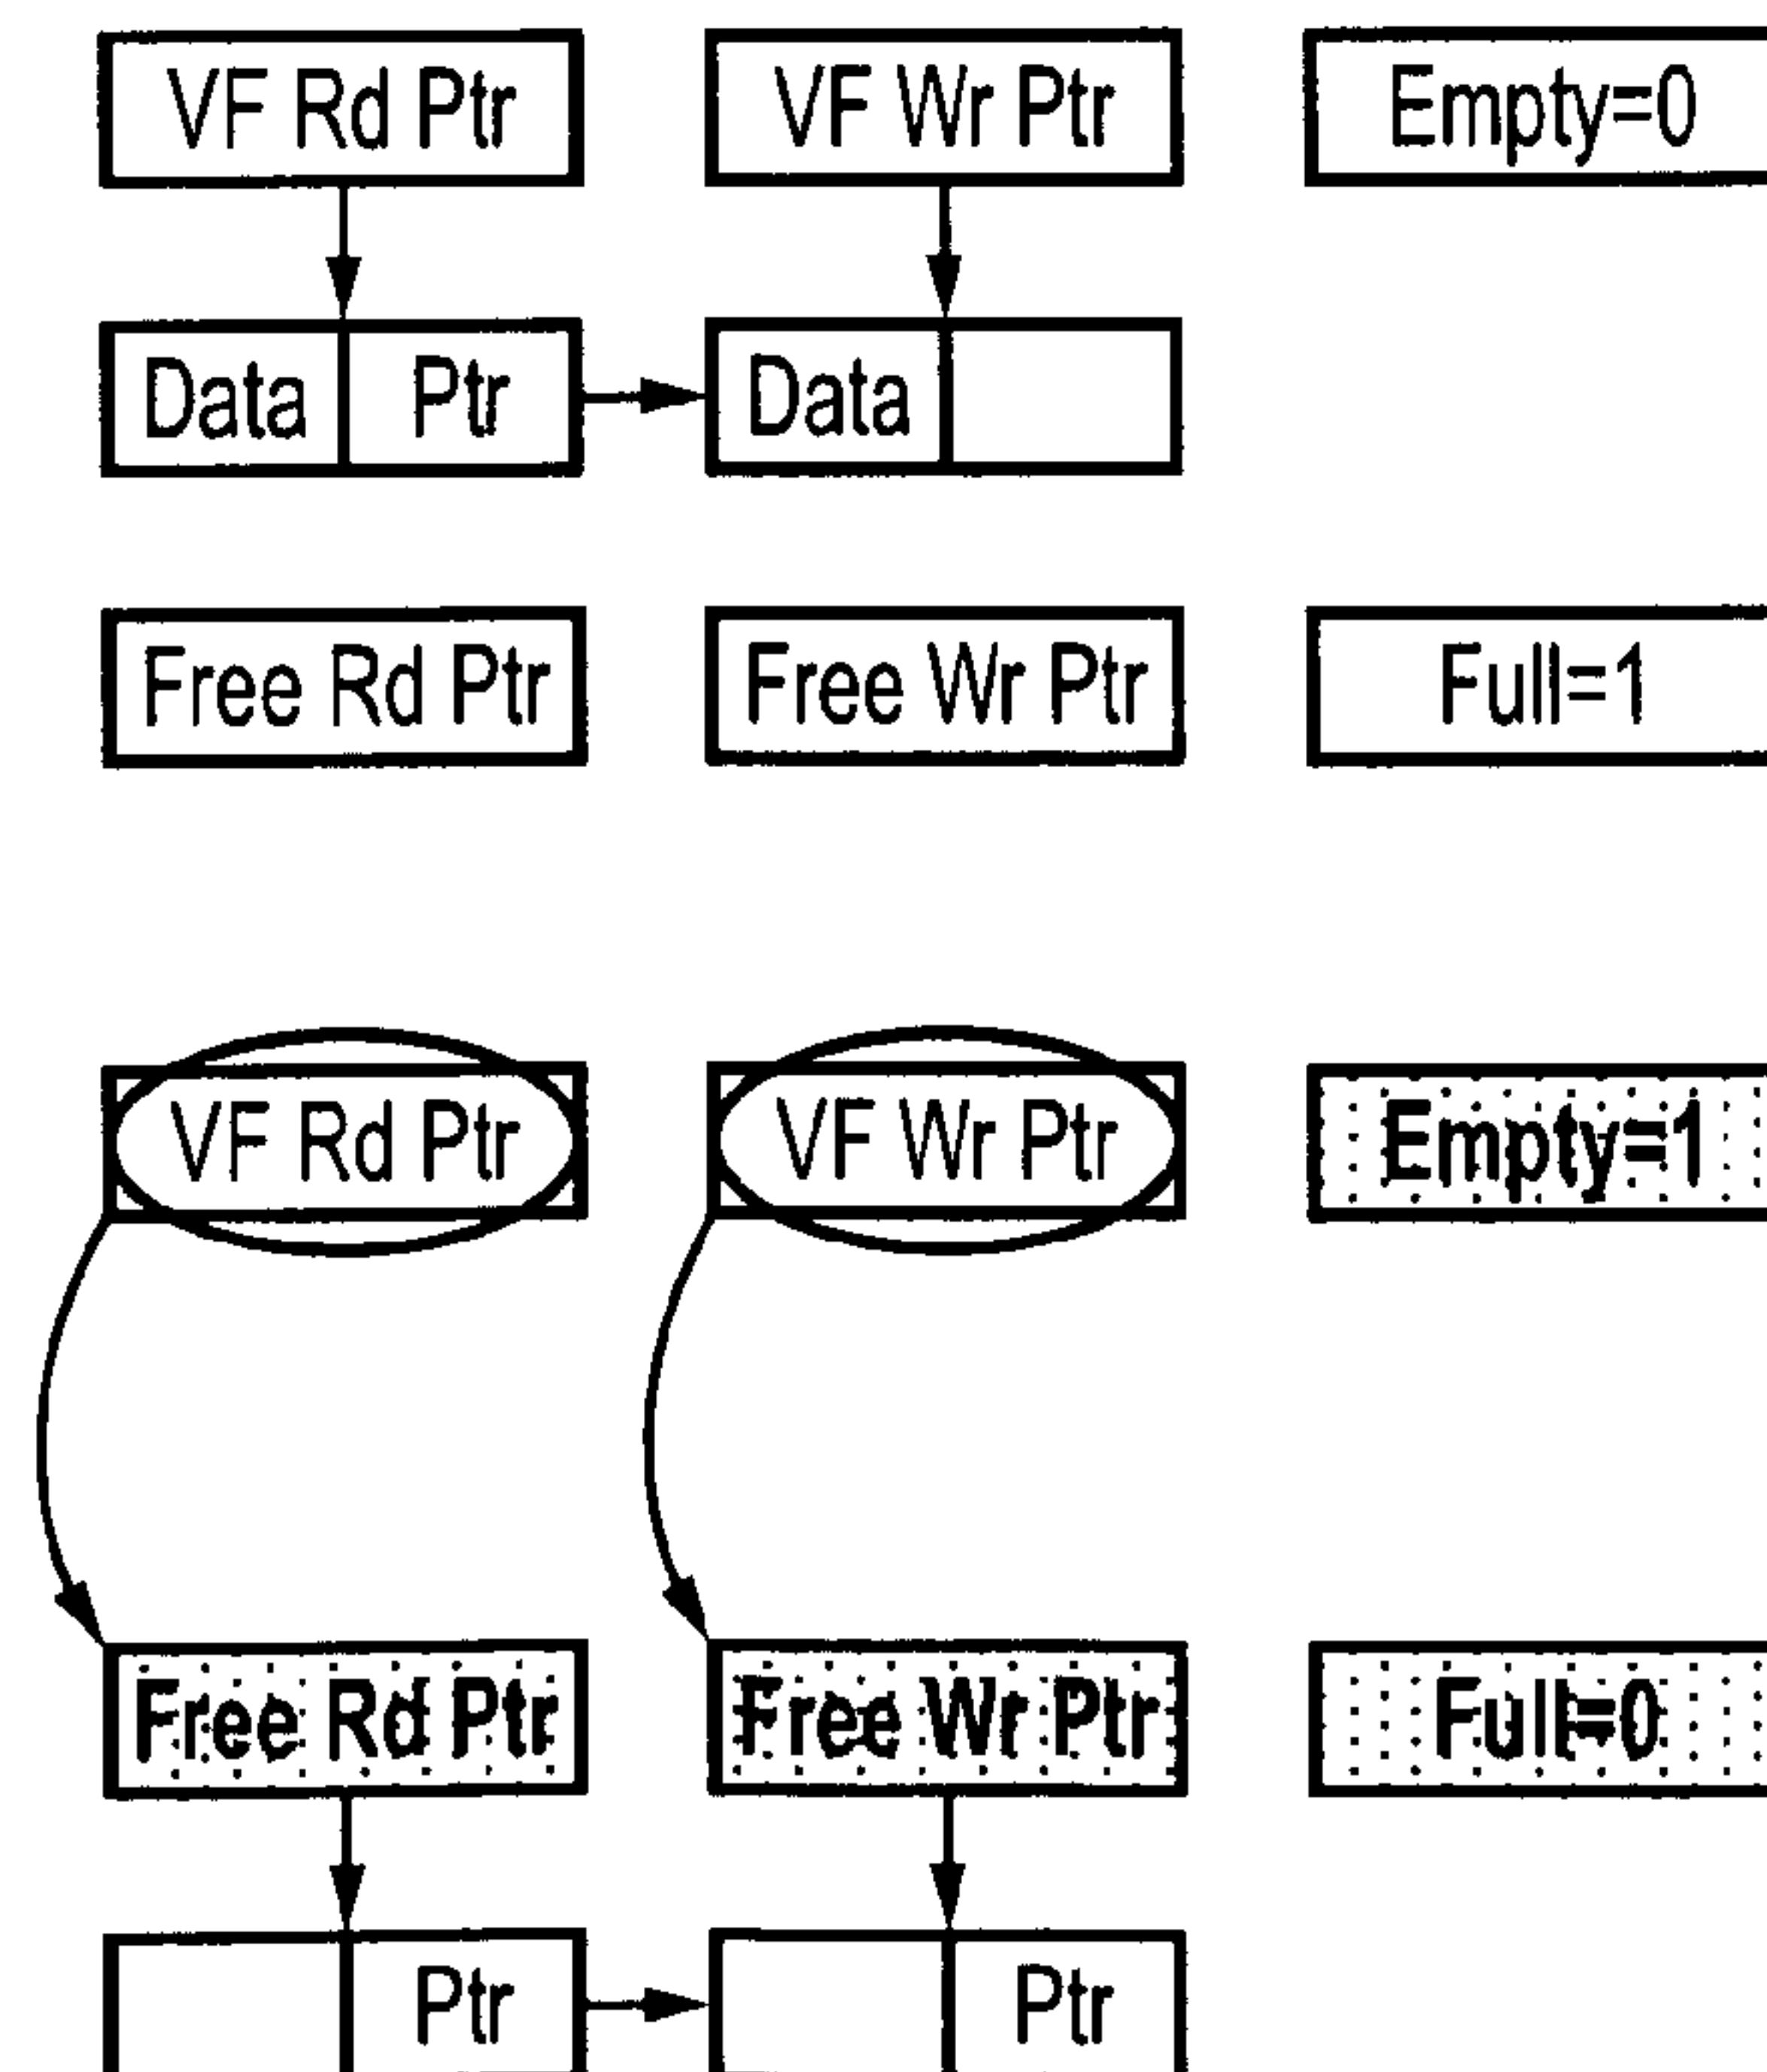 VF Rd Ptr VF Wr Ptr Empty=0
Data Ptr Data
Free Rd Ptr Free Wr Ptr Full=1
VF Rd Ptr VF Wr Ptr Empty=1
Free Rd Ptr Free Wr Ptr Full=0
Ptr Ptr